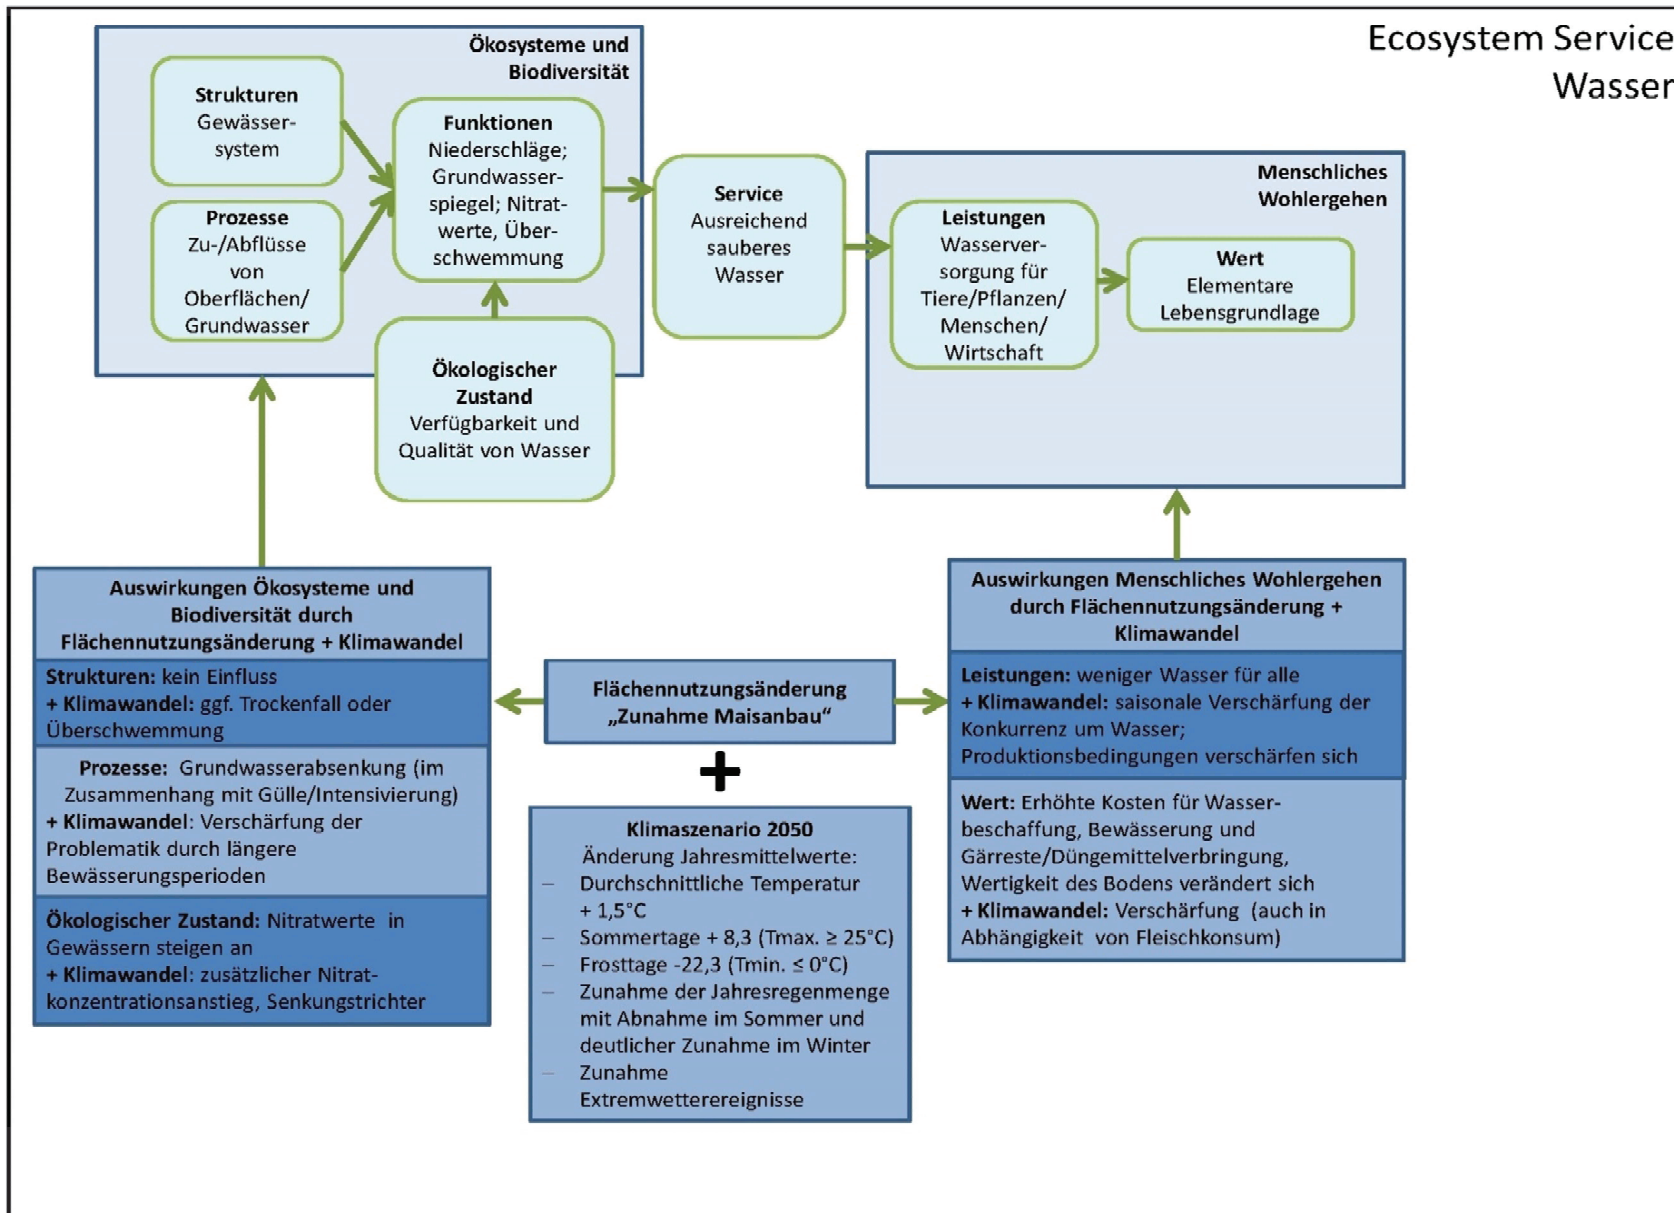 Ecosystem Service
Wasser
Ökosysteme und
Biodiversität
Strukturen
Gewässer-
system
Prozesse
Zu-/Abflüsse
von
Oberflächen/
Grundwasser
Funktionen
Niederschläge;
Grundwasser-
spiegel; Nitrat-
werte, Über-
schwemmung
Ökologischer
Zustand
Verfügbarkeit und
Qualität von Wasser
Service
Ausreichend
sauberes
Wasser
Menschliches
Wohlergehen
Leistungen
Wasserver-
sorgung für
Tiere/Pflanzen/
Menschen/
Wirtschaft
Wert
Elementare
Lebensgrundlage
Auswirkungen Ökosysteme und
Biodiversität durch
Flächennutzungsänderung + Klimawandel
Strukturen: kein Einfluss
+ Klimawandel: ggf. Trockenfall oder
Überschwemmung
Prozesse: Grundwasserabsenkung (im
Zusammenhang mit Gülle/Intensivierung)
+ Klimawandel: Verschärfung der
Problematik durch längere
Bewässerungsperioden
Ökologischer Zustand: Nitratwerte in
Gewässern steigen an
+ Klimawandel: zusätzlicher Nitrat-
konzentrationsanstieg, Senkungstrichter
Flächennutzungsänderung
„Zunahme Maisanbau“
+
Klimaszenario 2050
Änderung Jahresmittelwerte:
– Durchschnittliche Temperatur
+ 1,5°C
– Sommertage + 8,3 (Tmax. ≥ 25°C)
– Frosttage -22,3 (Tmin. ≤ 0°C)
– Zunahme der Jahresregenmenge
mit Abnahme im Sommer und
deutlicher Zunahme im Winter
– Zunahme
Extremwetterereignisse
Auswirkungen Menschliches Wohlergehen
durch Flächennutzungsänderung +
Klimawandel
Leistungen: weniger Wasser für alle
+ Klimawandel: saisonale Verschärfung der
Konkurrenz um Wasser;
Produktionsbedingungen verschärfen sich
Wert: Erhöhte Kosten für Wasser-
beschaffung, Bewässerung und
Gärreste/Düngemittelverbringung,
Wertigkeit des Bodens verändert sich
+ Klimawandel: Verschärfung (auch in
Abhängigkeit von Fleischkonsum)